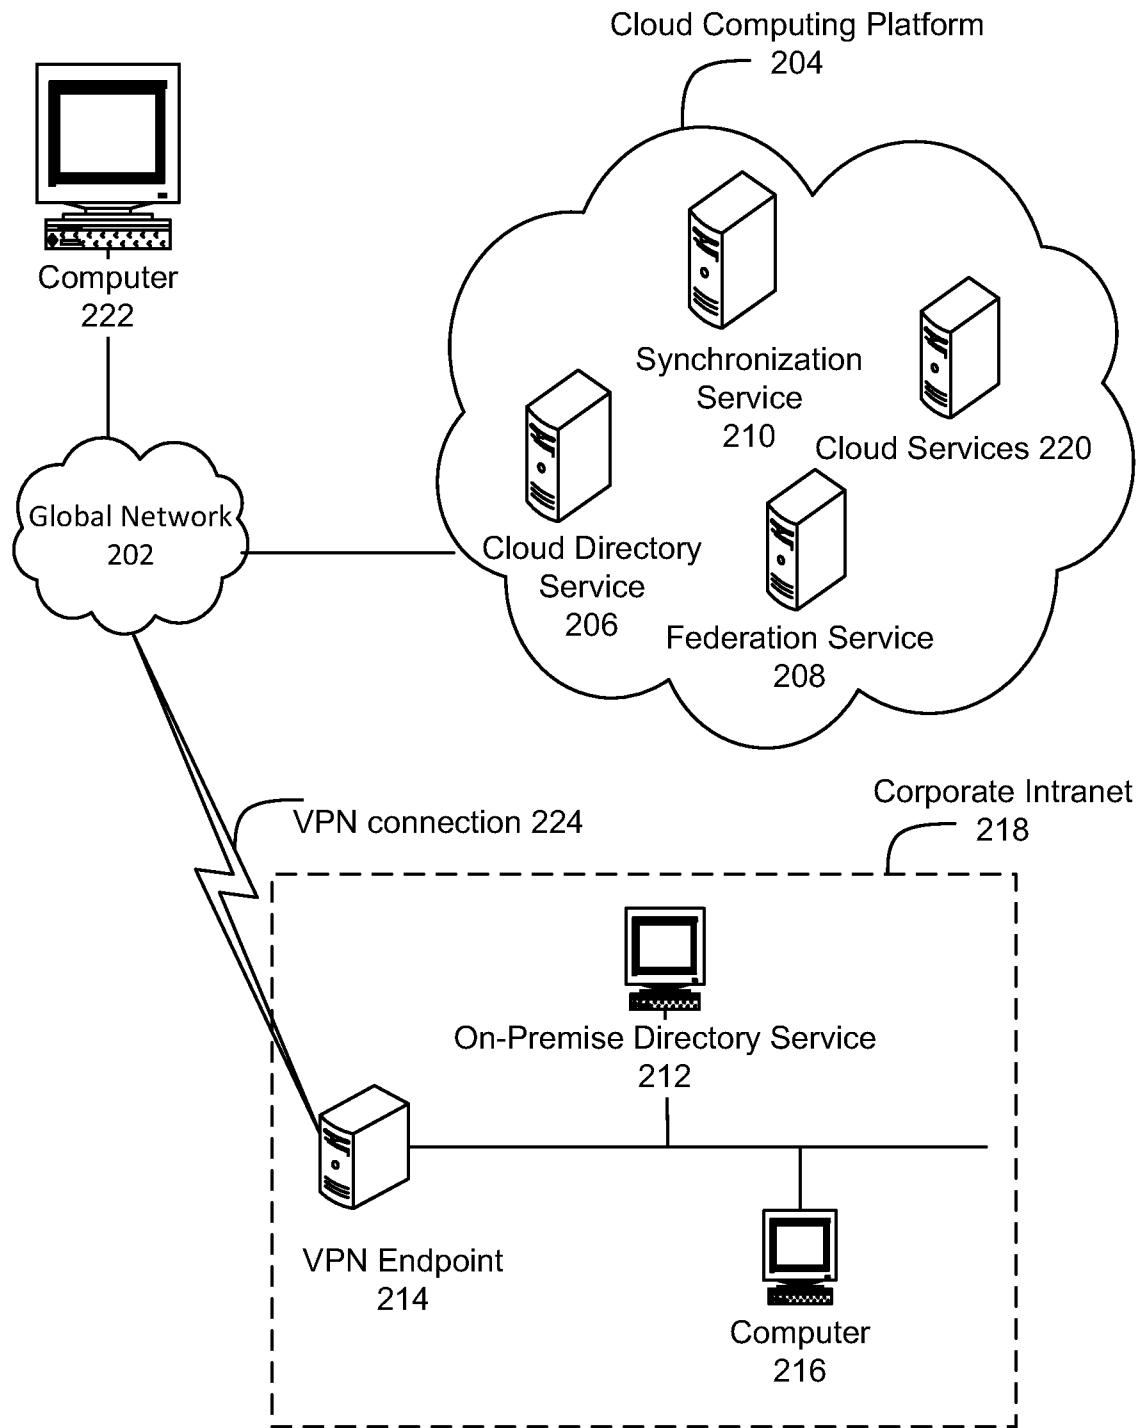 Cloud Computing Platform
204
Computer
222
Synchronization
Service
210
Cloud Services 220
Global Network
202
Cloud Directory
Service
206
Federation Service
208
VPN connection 224
Corporate Intranet
218
On-Premise Directory Service
212
VPN Endpoint
214
Computer
216